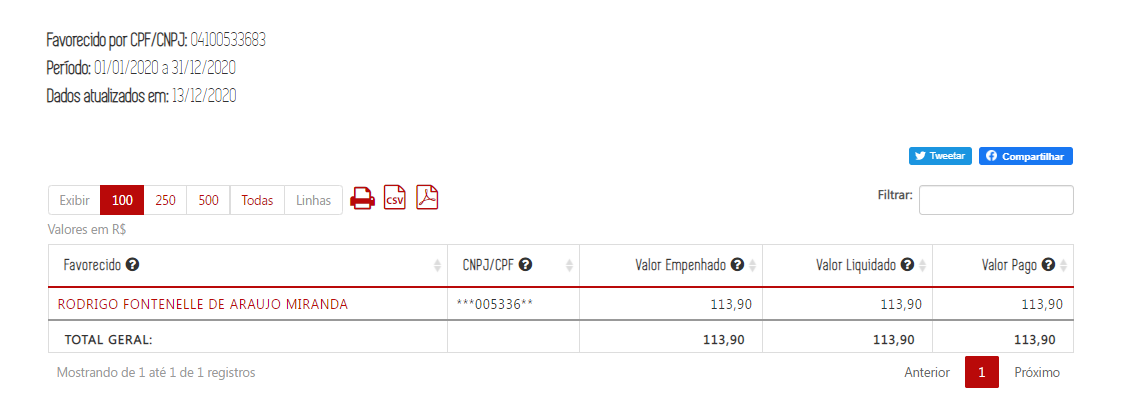 Favorecido por CPF/CNPJ: 04100533683
Período: 01/01/2020 a 31/12/2020
Dados atualizados em: 13/12/2020
Tweetar Compartilhar
Exibir 100 250 500 Todas Linhas CSV Filtrar:
Valores em R$
Favorecido CNPJ/CPF Valor Empenhado Valor Liquidado Valor Pago
RODRIGO FONTENELLE DE ARAUJO MIRANDA ***005336** 113,90 113,90 113,90
TOTAL GERAL: 113,90 113,90 113,90
Mostrando de 1 até 1 de 1 registros Anterior 1 Próximo